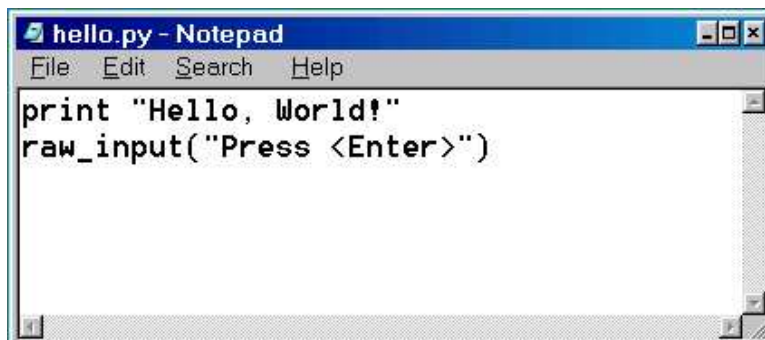 hello.py - Notepad
File Edit Search Help
print "Hello, World!"
raw_input("Press <Enter>")